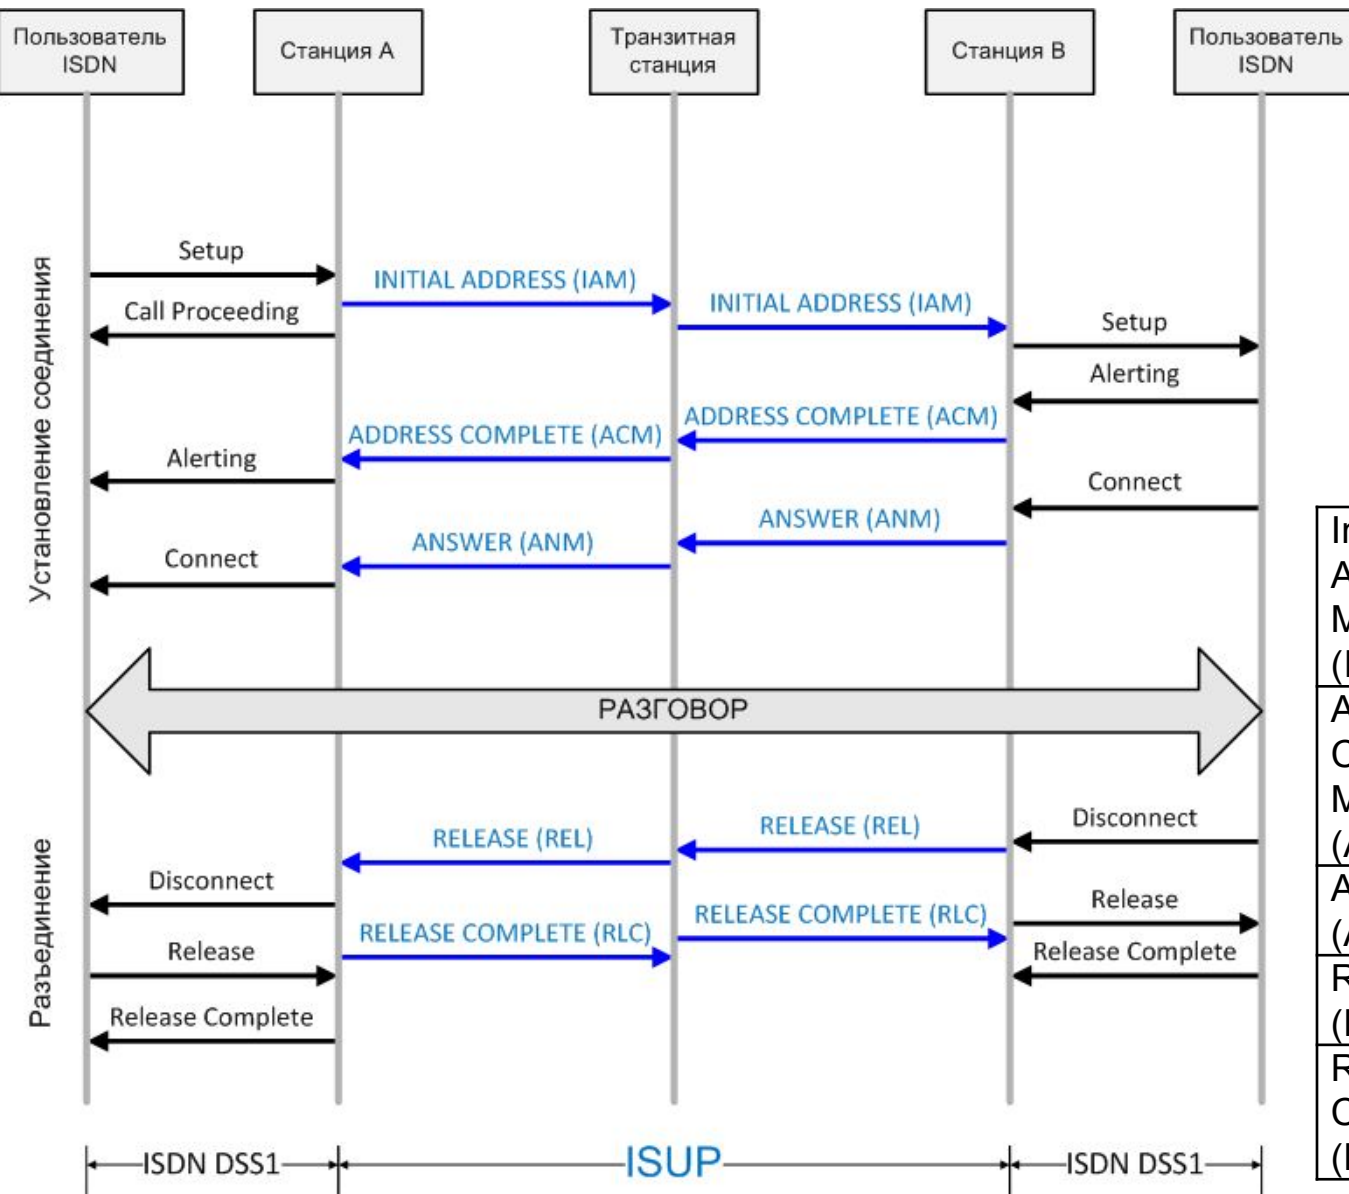 Пользователь
ISDN
Станция А
Транзитная
станция
Станция В
Пользователь
ISDN
Установление соединения
Setup
INITIAL ADDRESS (IAM)
INITIAL ADDRESS (IAM)
Call Proceeding
Setup
Alerting
ADDRESS COMPLETE (ACM)
ADDRESS COMPLETE (ACM)
Alerting
Connect
ANSWER (ANM)
ANSWER (ANM)
Connect
РАЗГОВОР
Разъединение
Disconnect
RELEASE (REL)
RELEASE (REL)
Disconnect
Release
RELEASE COMPLETE (RLC)
RELEASE COMPLETE (RLC)
Release
Release Complete
Release Complete
ISDN DSS1
ISUP
ISDN DSS1